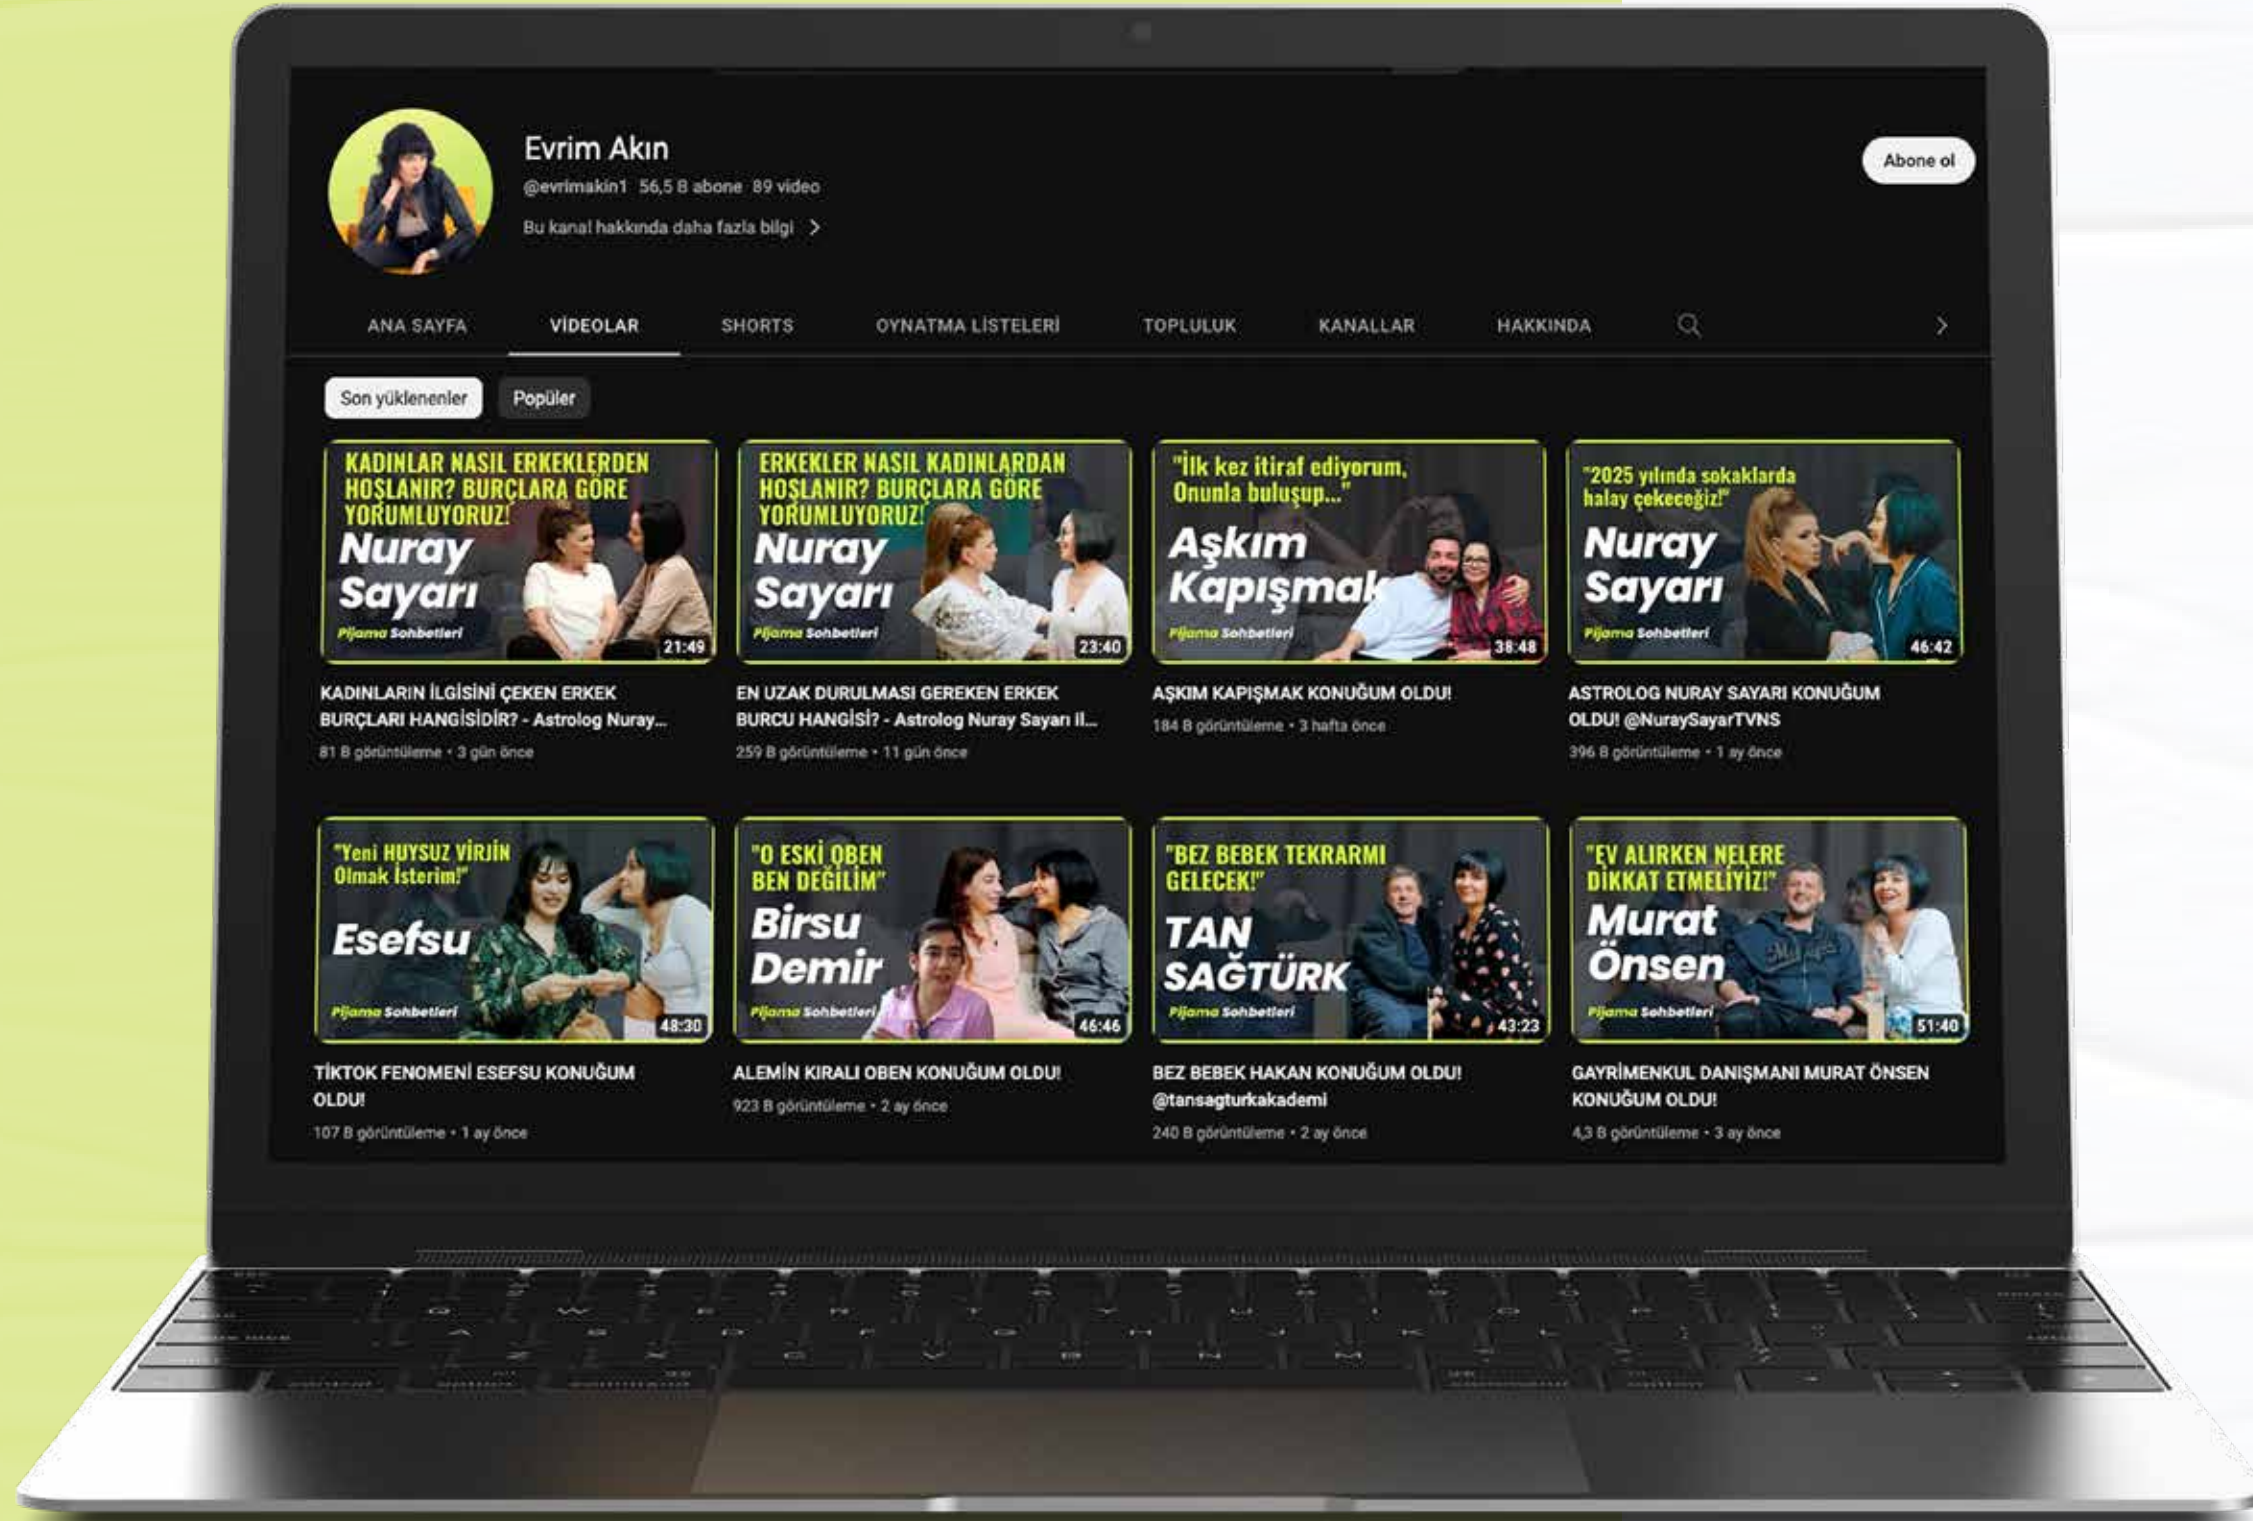 Evrim Akın
@evrimakin1 56,5 B abone 89 video
Bu kanal hakkında daha fazla bilgi
Abone ol
ANA SAYFA VİDEOLAR SHORTS OYNATMA LİSTELERİ TOPLULUK KANALLAR HAKKINDA
Son yüklenenler Popüler
KADINLAR NASIL ERKEKLERDEN
HOŞLANIR? BURÇLARA GÖRE
YORUMLUYORUZ!
Nuray
Sayarı
Pijama Sohbetleri
21:49
KADINLARIN İLGİSİNİ ÇEKEN ERKEK
BURÇLARI HANGİSİDİR? - Astrolog Nuray...
81 B görüntüleme • 3 gün önce
ERKEKLER NASIL KADINLARDAN
HOŞLANIR? BURÇLARA GÖRE
YORUMLUYORUZ!
Nuray
Sayarı
Pijama Sohbetleri
23:40
EN UZAK DURULMASI GEREKEN ERKEK
BURCU HANGİSİ? - Astrolog Nuray Sayarı Il...
259 B görüntüleme • 11 gün önce
"İlk kez itiraf ediyorum,
Onunla buluşup..."
Aşkım
Kapışmak
Pijama Sohbetleri
38:48
AŞKIM KAPIŞMAK KONUĞUM OLDU!
184 B görüntüleme • 3 hafta önce
"2025 yılında sokaklarda
halay çekeceğiz!"
Nuray
Sayarı
Pijama Sohbetleri
46:42
ASTROLOG NURAY SAYARI KONUĞUM
OLDU! @NuraySayarTVNS
396 B görüntüleme • 1 ay önce
"Yeni HUYSUZ VİRJİN
Olmak İsterim!"
Esefsu
Pijama Sohbetleri
48:30
TİKTOK FENOMENİ ESEFSU KONUĞUM
OLDU!
107 B görüntüleme • 1 ay önce
"O ESKİ OBEN
BEN DEĞİLİM"
Birsu
Demir
Pijama Sohbetleri
46:46
ALEMİN KIRALI OBEN KONUĞUM OLDU!
923 B görüntüleme • 2 ay önce
"BEZ BEBEK TEKRARMI
GELECEK!"
TAN
SAĞTÜRK
Pijama Sohbetleri
43:23
BEZ BEBEK HAKAN KONUĞUM OLDU!
@tansagturkakademi
240 B görüntüleme • 2 ay önce
"EV ALIRKEN NELERE
DİKKAT ETMELİYİZ!"
Murat
Önsen
Pijama Sohbetleri
51:40
GAYRİMENKUL DANIŞMANI MURAT ÖNSEN
KONUĞUM OLDU!
4,3 B görüntüleme • 3 ay önce